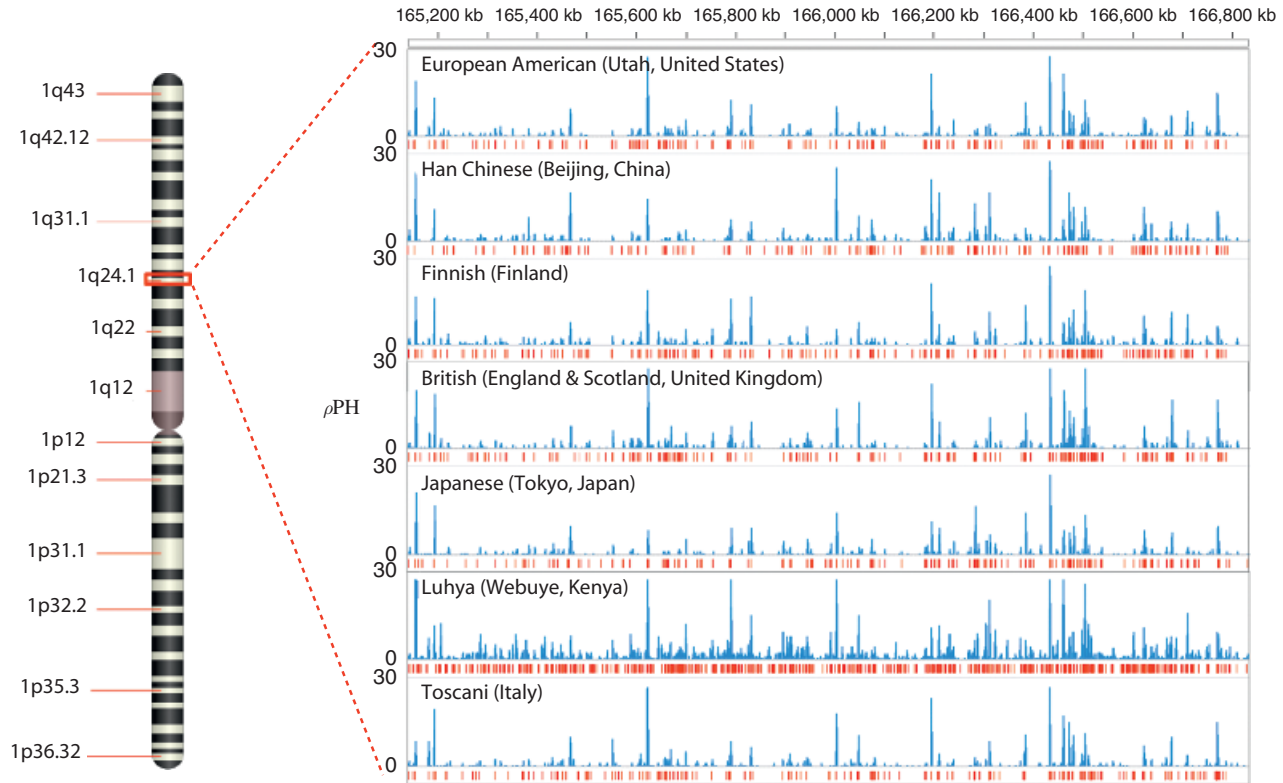 165,200 kb 165,400 kb 165,600 kb 165,800 kb 166,000 kb 166,200 kb 166,400 kb 166,600 kb 166,800 kb
1q43
1q42.12
1q31.1
1q24.1
1q22
1q12
1p12
1p21.3
1p31.1
1p32.2
1p35.3
1p36.32
ρPH
30
European American (Utah, United States)
0
30
Han Chinese (Beijing, China)
0
30
Finnish (Finland)
0
30
British (England & Scotland, United Kingdom)
0
30
Japanese (Tokyo, Japan)
0
30
Luhya (Webuye, Kenya)
0
30
Toscani (Italy)
0